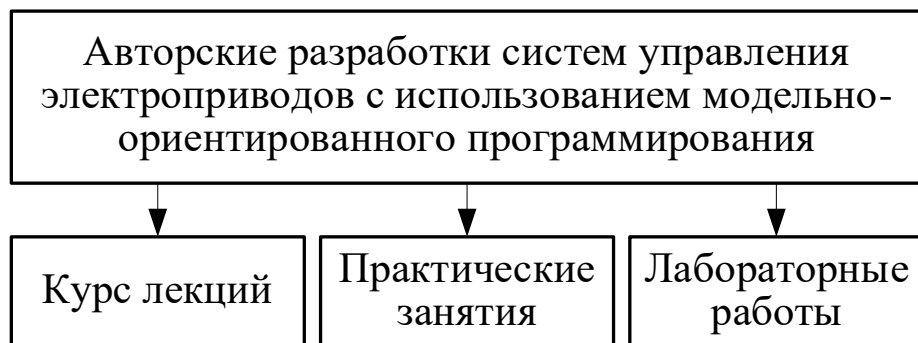 Авторские разработки систем управления
электроприводов с использованием модельно-
ориентированного программирования
Курс лекций
Практические
занятия
Лабораторные
работы